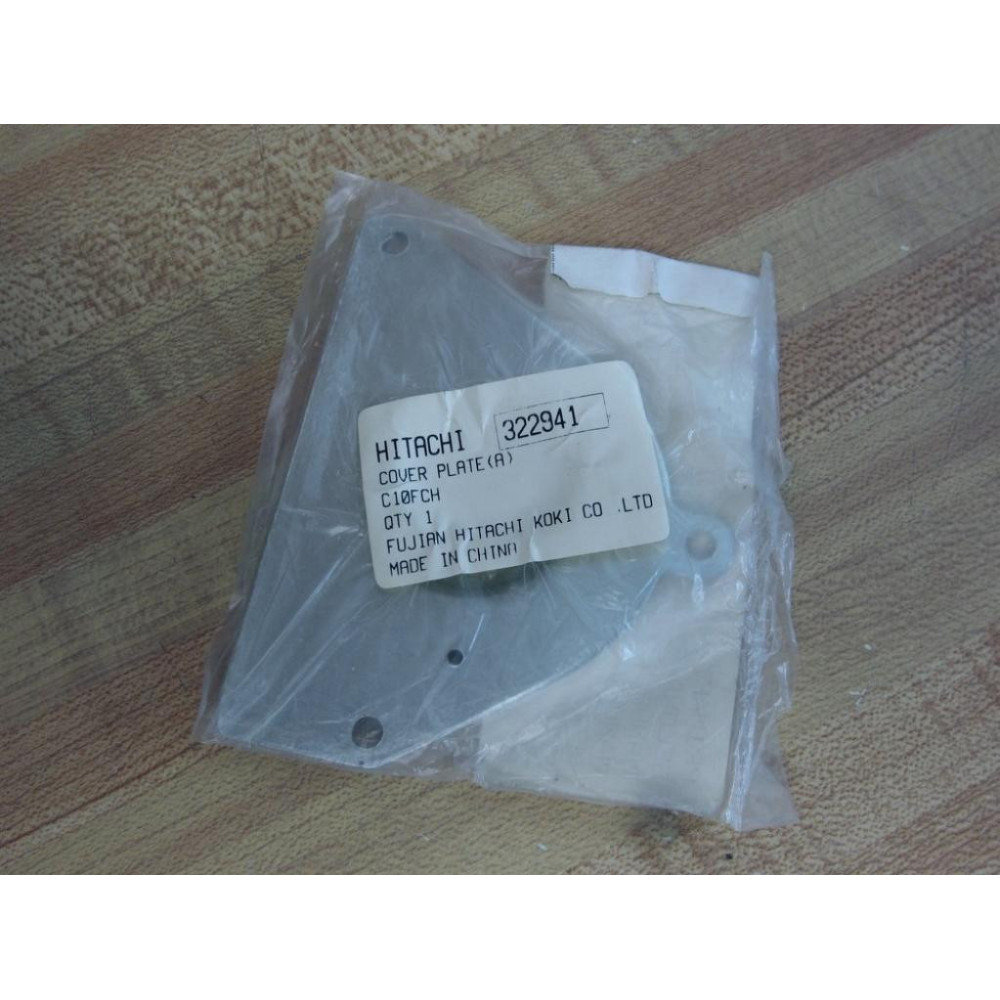 HITACHI 322941
COVER PLATE(A)
C10FCH
QTY 1
FUJIAN HITACHI KOKI CO .LTD
MADE IN CHINA